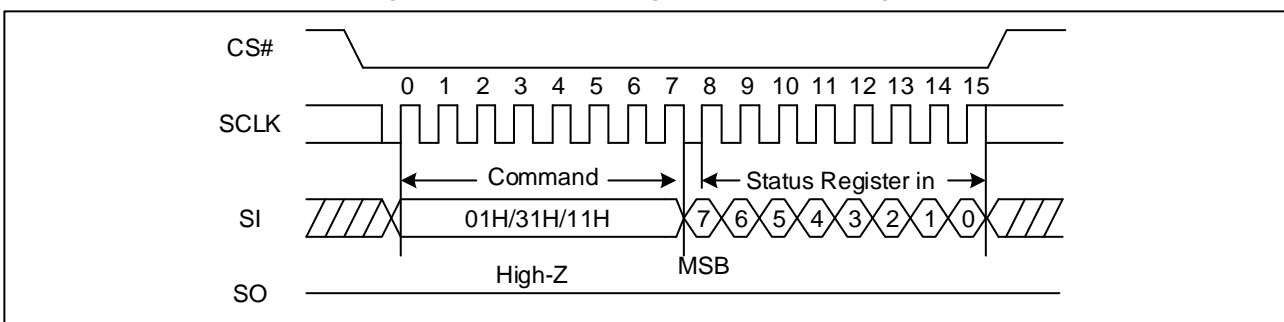 CS#
0 1 2 3 4 5 6 7 8 9 10 11 12 13 14 15
SCLK
Command Status Register in
SI 01H/31H/11H 7 6 5 4 3 2 1 0
High-Z MSB
SO